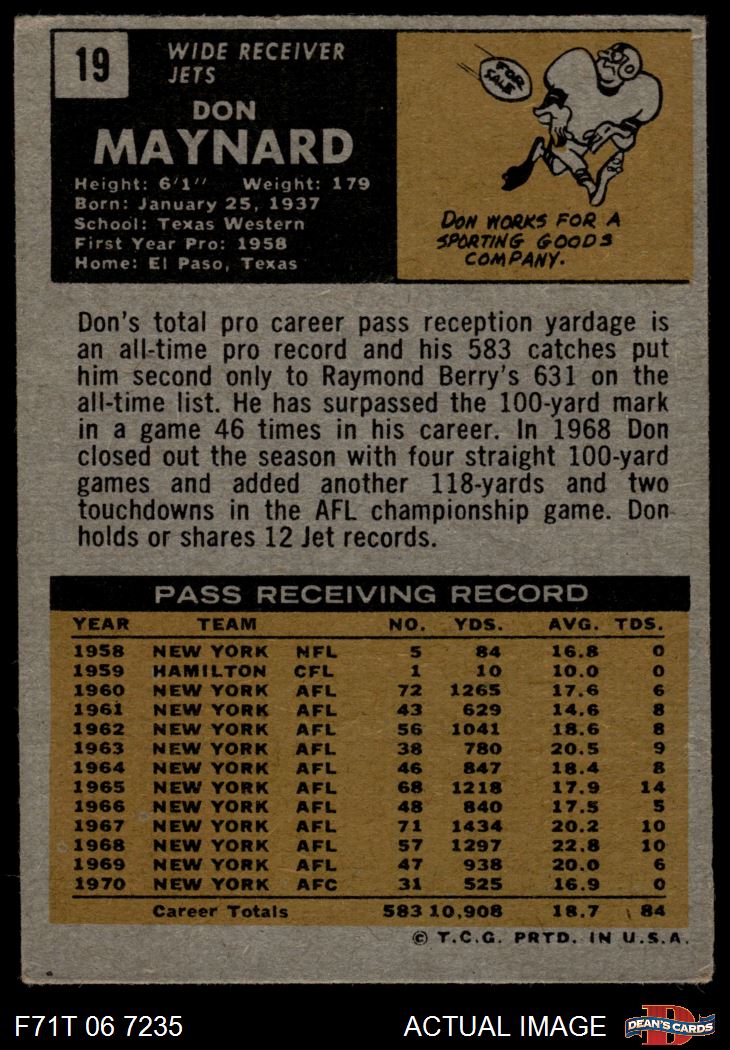 19
WIDE RECEIVER
JETS
DON
MAYNARD
Height: 6'1" Weight: 179
Born: January 25, 1937
School: Texas Western
First Year Pro: 1958
Home: El Paso, Texas
FOR
SALE
DON WORKS FOR A
SPORTING GOODS
COMPANY.
Don's total pro career pass reception yardage is
an all-time pro record and his 583 catches put
him second only to Raymond Berry's 631 on the
all-time list. He has surpassed the 100-yard mark
in a game 46 times in his career. In 1968 Don
closed out the season with four straight 100-yard
games and added another 118-yards and two
touchdowns in the AFL championship game. Don
holds or shares 12 Jet records.
PASS RECEIVING RECORD
YEAR TEAM NO. YDS. AVG. TDS.
1958 NEW YORK NFL 5 84 16.8 0
1959 HAMILTON CFL 1 10 10.0 0
1960 NEW YORK AFL 72 1265 17.6 6
1961 NEW YORK AFL 43 629 14.6 8
1962 NEW YORK AFL 56 1041 18.6 8
1963 NEW YORK AFL 38 780 20.5 9
1964 NEW YORK AFL 46 847 18.4 8
1965 NEW YORK AFL 68 1218 17.9 14
1966 NEW YORK AFL 48 840 17.5 5
1967 NEW YORK AFL 71 1434 20.2 10
1968 NEW YORK AFL 57 1297 22.8 10
1969 NEW YORK AFL 47 938 20.0 6
1970 NEW YORK AFC 31 525 16.9 0
Career Totals 583 10,908 18.7 84
© T.C.G. PRTD. IN U.S.A.
F71T 06 7235 ACTUAL IMAGE D DEAN'S CARDS